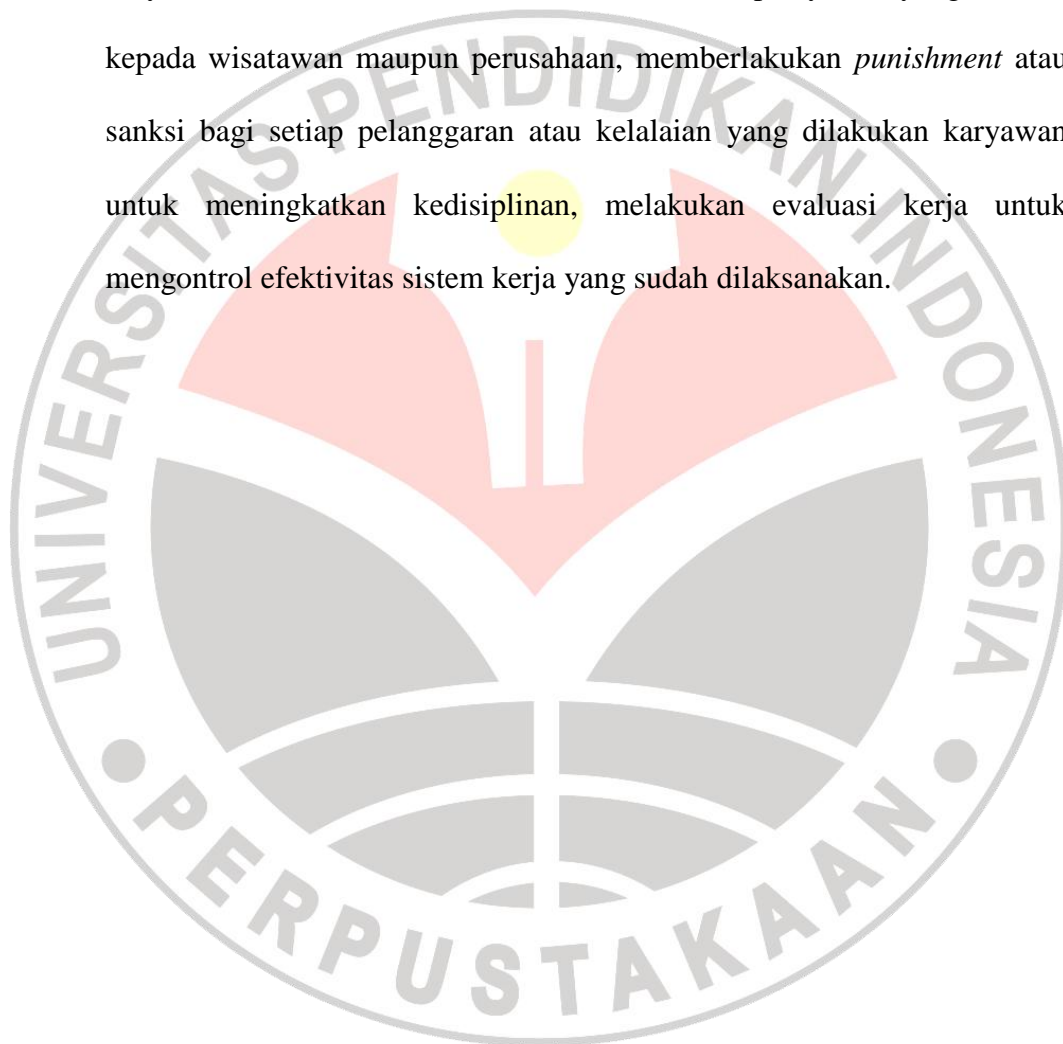 kepada wisatawan maupun perusahaan, memberlakukan punishment atau
sanksi bagi setiap pelanggaran atau kelalaian yang dilakukan karyawan
untuk meningkatkan kedisiplinan, melakukan evaluasi kerja untuk
mengontrol efektivitas sistem kerja yang sudah dilaksanakan.
UNIVERSITAS PENDIDIKAN INDONESIA
PERPUSTAKAAN